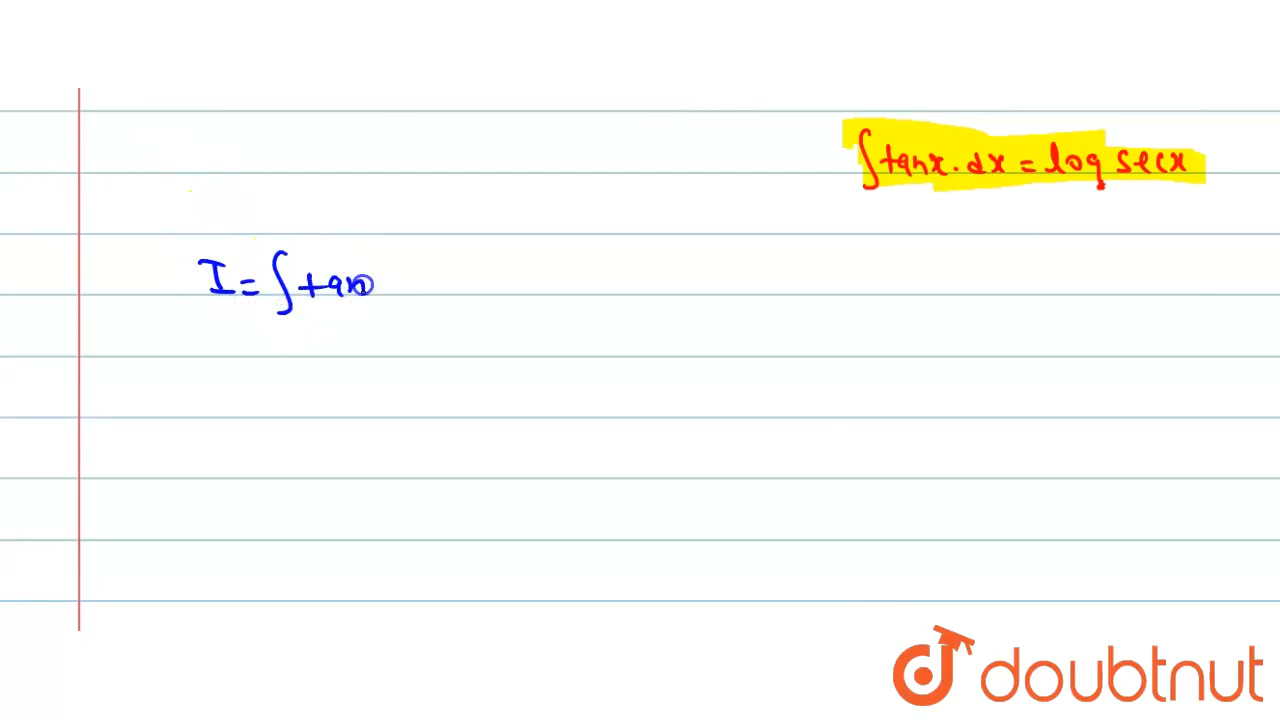 ∫tanx.dx = log secx
I = ∫tan
doubtnut